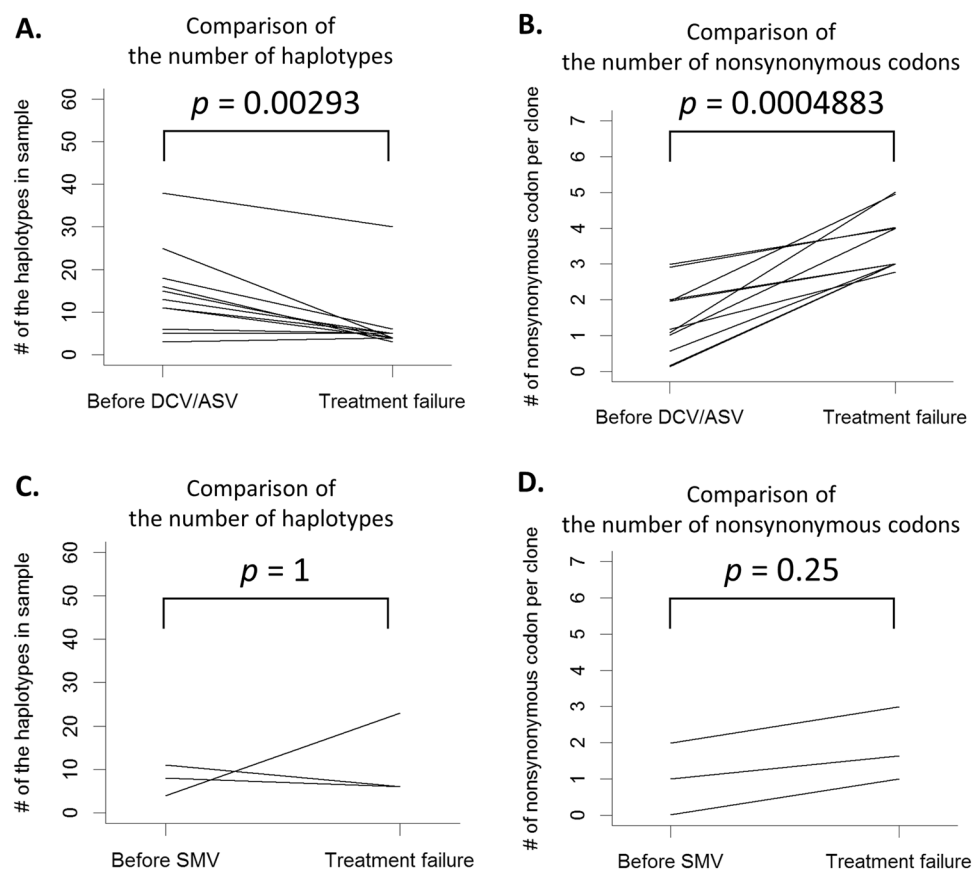 A.
Comparison of
the number of haplotypes
p = 0.00293
# of the haplotypes in sample
60
50
40
30
20
10
0
Before DCV/ASV
Treatment failure
B.
Comparison of
the number of nonsynonymous codons
p = 0.0004883
# of nonsynonymous codon per clone
7
6
5
4
3
2
1
0
Before DCV/ASV
Treatment failure
C.
Comparison of
the number of haplotypes
p = 1
# of the haplotypes in sample
60
50
40
30
20
10
0
Before SMV
Treatment failure
D.
Comparison of
the number of nonsynonymous codons
p = 0.25
# of nonsynonymous codon per clone
7
6
5
4
3
2
1
0
Before SMV
Treatment failure